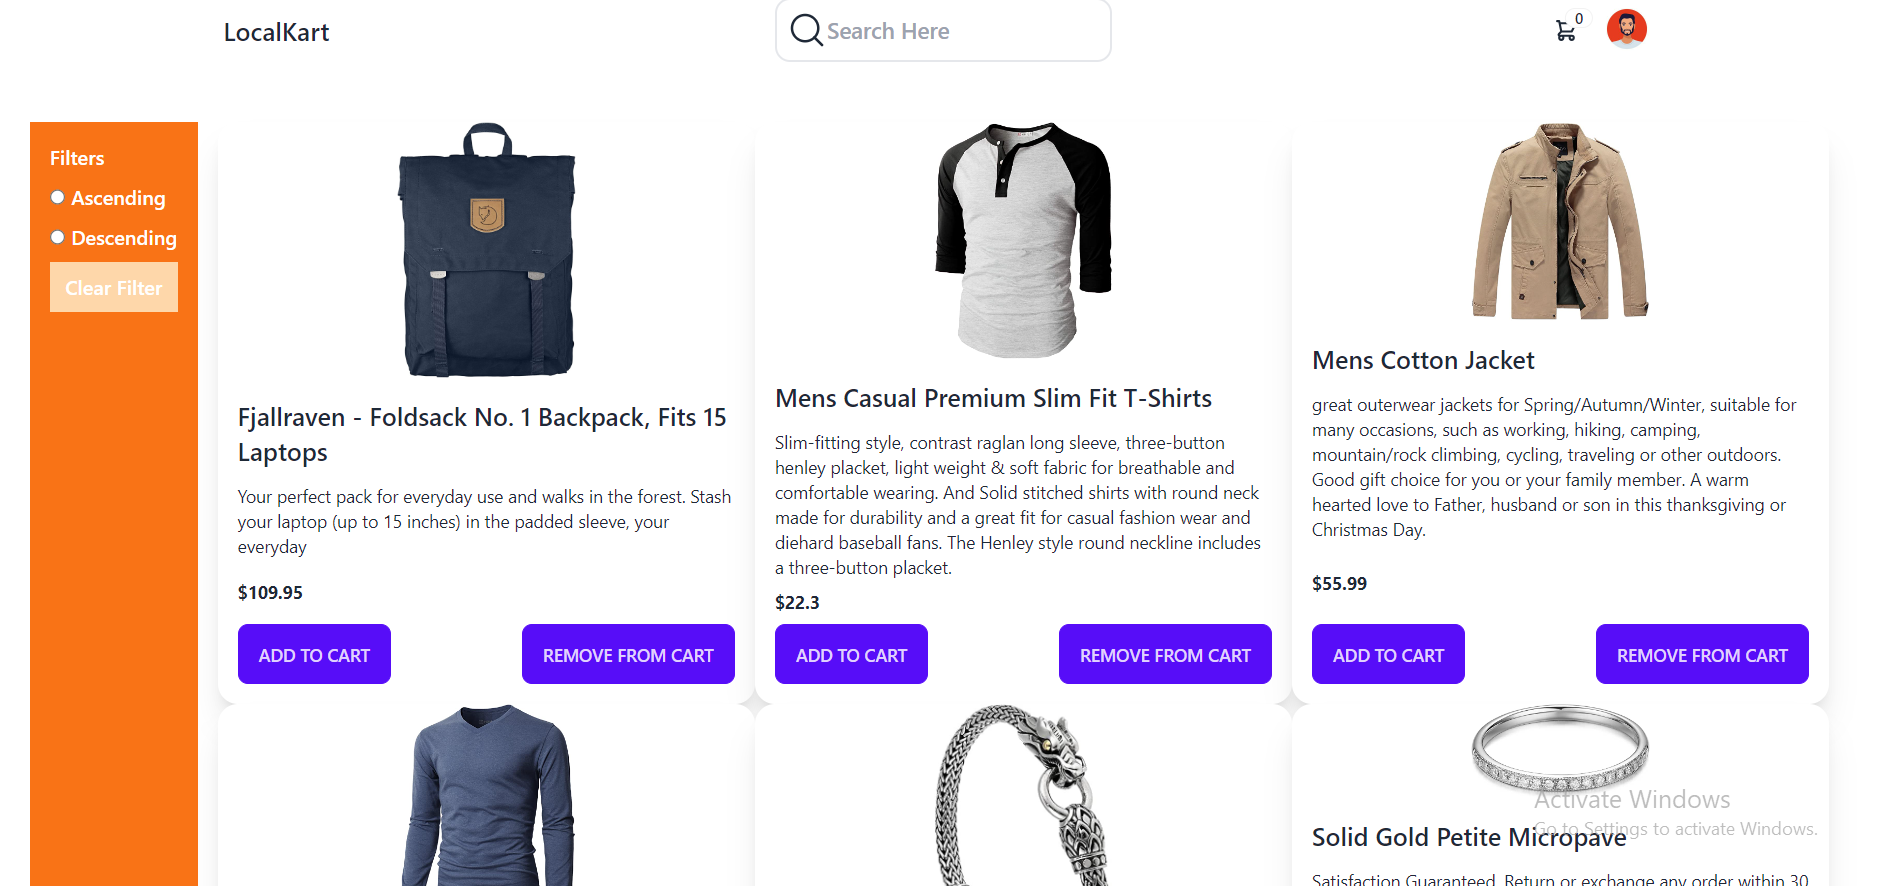 LocalKart
Search Here
0
Filters
Ascending
Descending
Clear Filter
Fjallraven - Foldsack No. 1 Backpack, Fits 15
Laptops
Your perfect pack for everyday use and walks in the forest. Stash
your laptop (up to 15 inches) in the padded sleeve, your
everyday
$109.95
ADD TO CART
REMOVE FROM CART
Mens Casual Premium Slim Fit T-Shirts
Slim-fitting style, contrast raglan long sleeve, three-button
henley placket, light weight & soft fabric for breathable and
comfortable wearing. And Solid stitched shirts with round neck
made for durability and a great fit for casual fashion wear and
diehard baseball fans. The Henley style round neckline includes
a three-button placket.
$22.3
ADD TO CART
REMOVE FROM CART
Mens Cotton Jacket
great outerwear jackets for Spring/Autumn/Winter, suitable for
many occasions, such as working, hiking, camping,
mountain/rock climbing, cycling, traveling or other outdoors.
Good gift choice for you or your family member. A warm
hearted love to Father, husband or son in this thanksgiving or
Christmas Day.
$55.99
ADD TO CART
REMOVE FROM CART
Solid Gold Petite Micropave
Satisfaction Guaranteed. Return or exchange any order within 30
Activate Windows
Go to Settings to activate Windows.